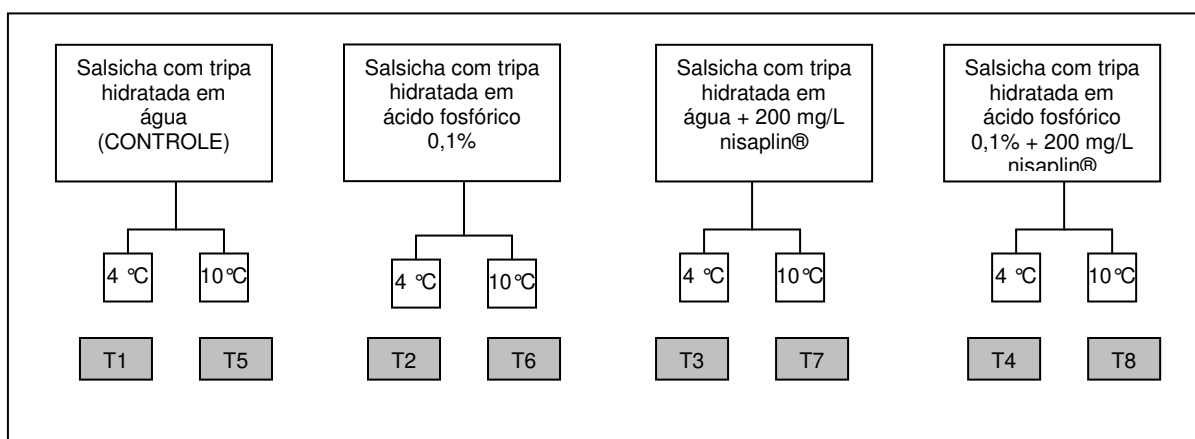 Salsicha com tripa
hidratada em
água
(CONTROLE)
Salsicha com tripa
hidratada em
ácido fosfórico
0,1%
Salsicha com tripa
hidratada em
água + 200 mg/L
nisaplin®
Salsicha com tripa
hidratada em
ácido fosfórico
0,1% + 200 mg/L
nisaplin®
4 °C
10°C
4 °C
10°C
4 °C
10°C
4 °C
10°C
T1
T5
T2
T6
T3
T7
T4
T8